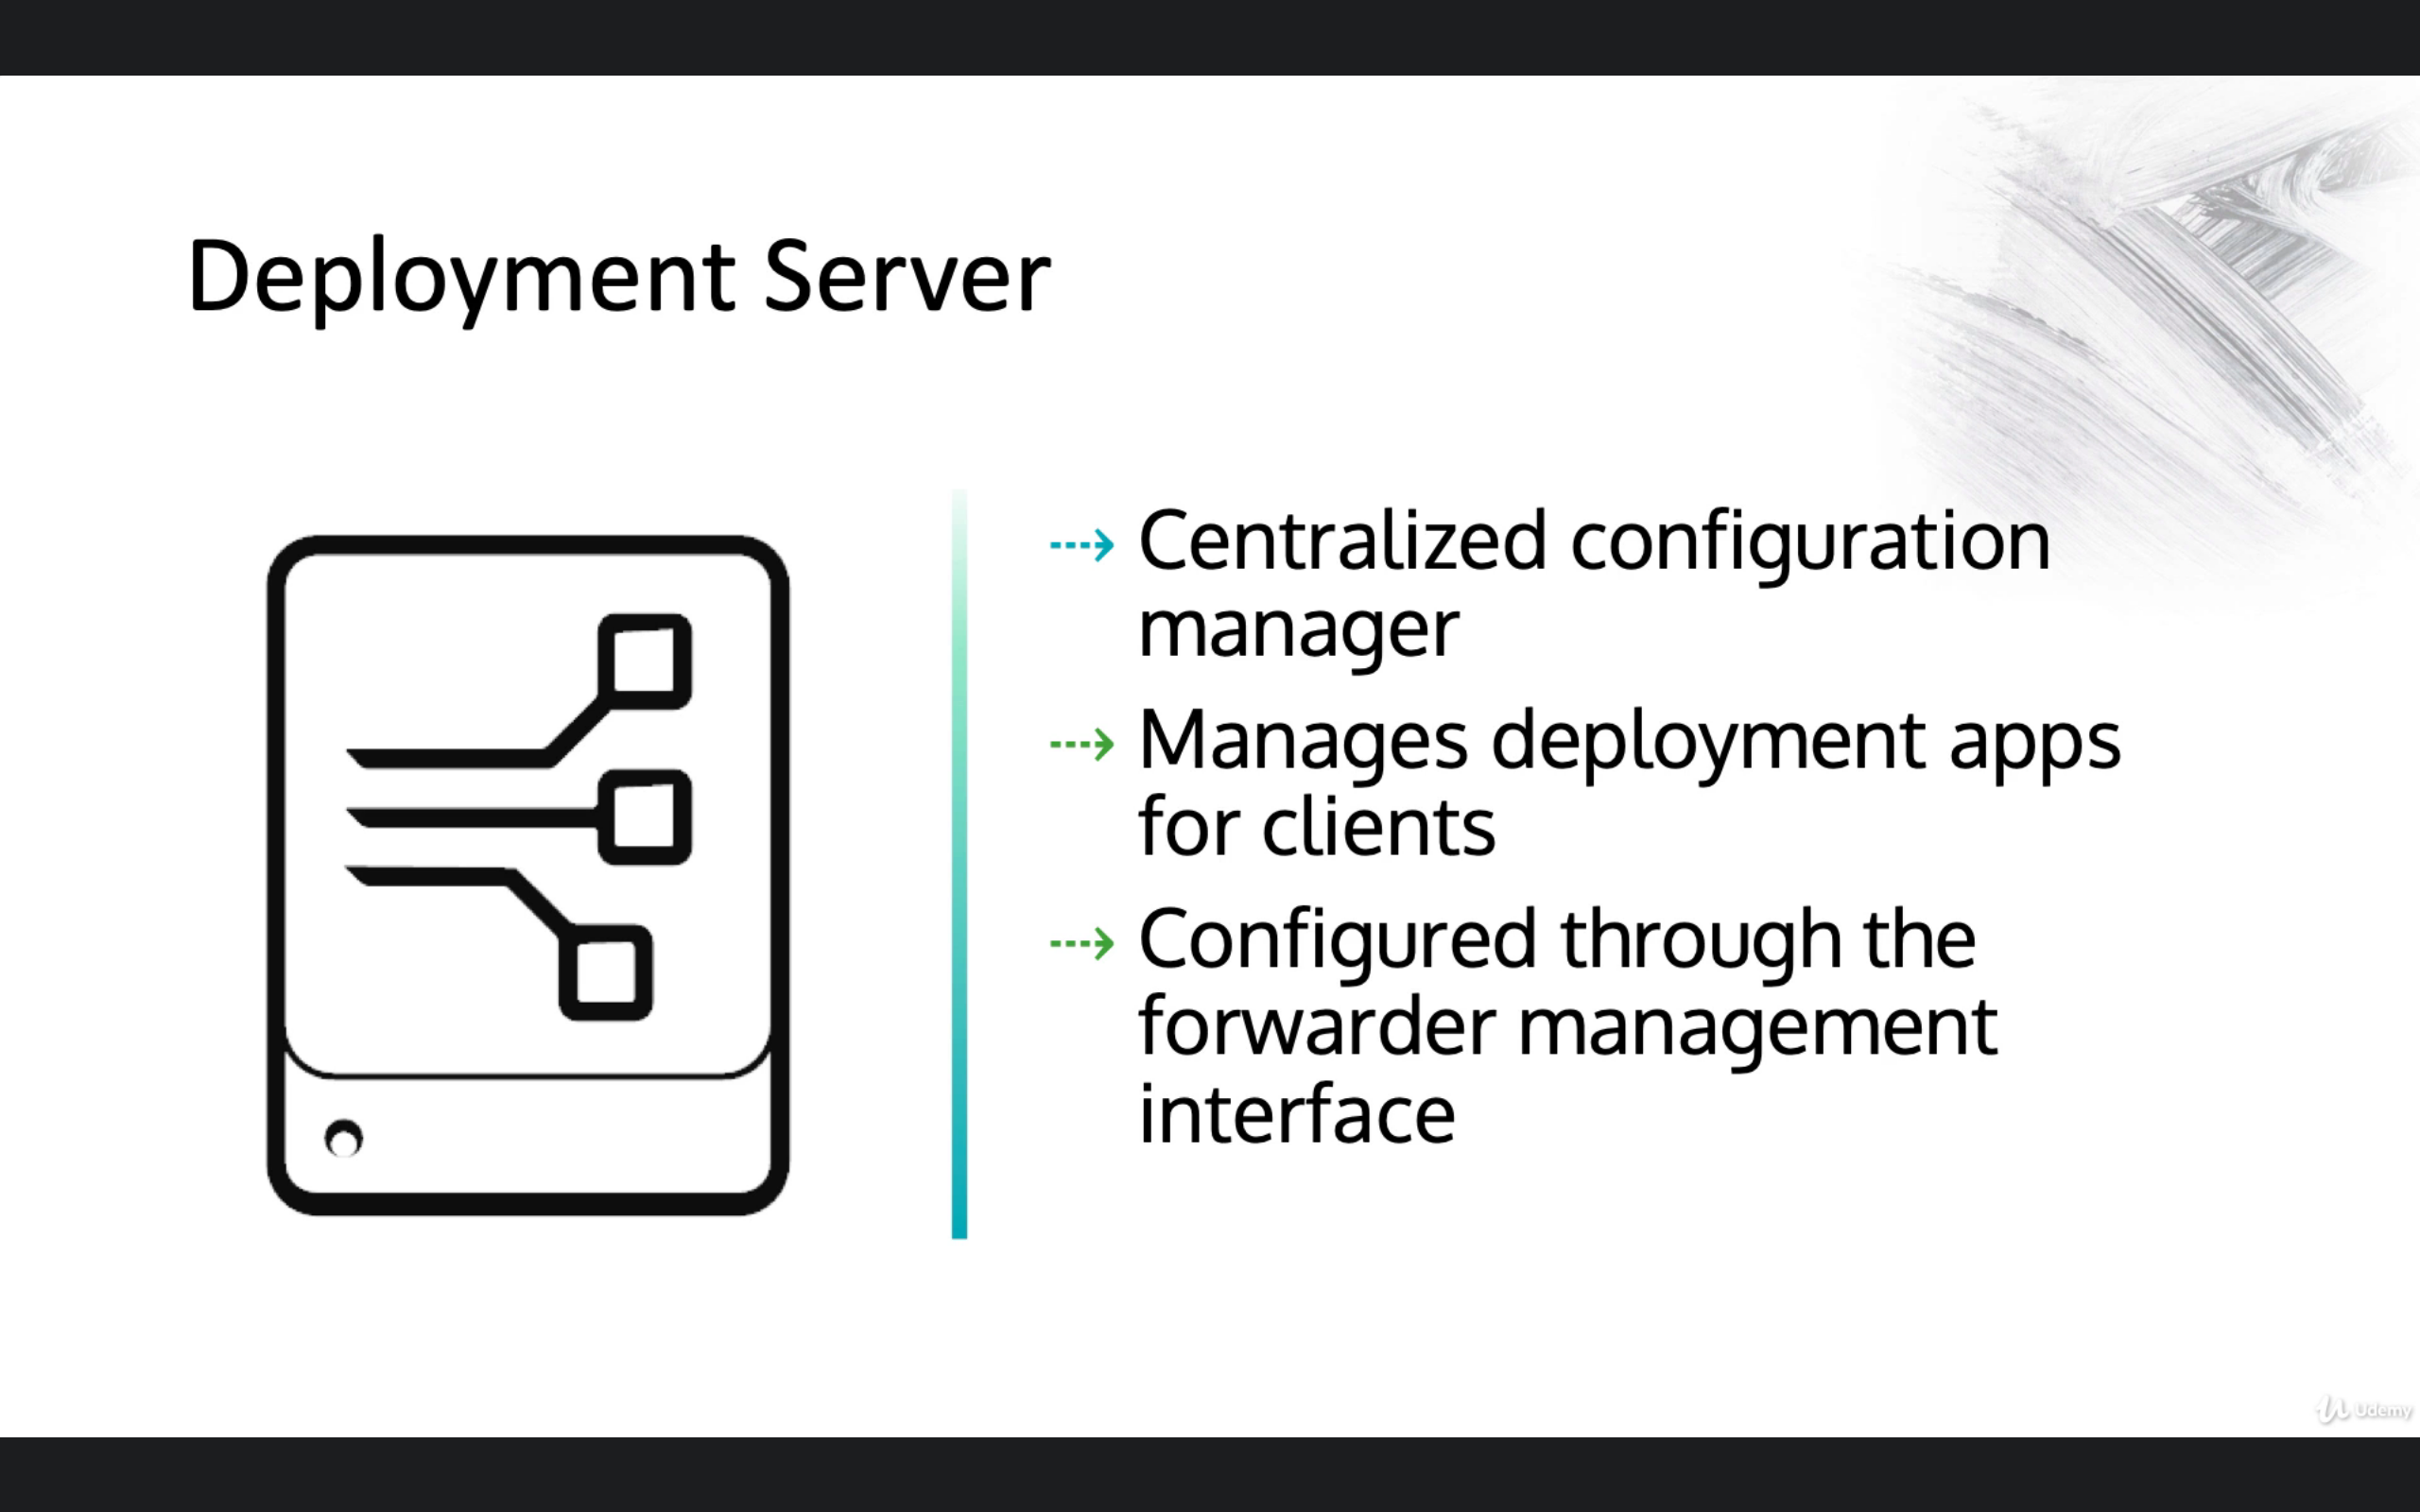 Deployment Server
Centralized configuration
manager
Manages deployment apps
for clients
Configured through the
forwarder management
interface
Udemy